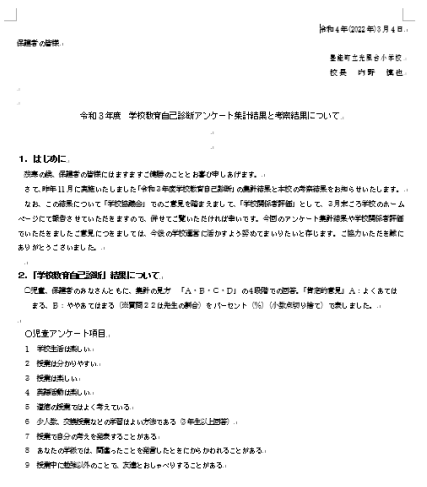 令和4年(2022年)3月4日
保護者の皆様
豊能町立光風台小学校
校長 内野 慎也
令和3年度 学校教育自己診断アンケート集計結果と考察結果について
1．はじめに
保護者の皆様にはますますご健勝のこととお喜び申しあげます。
さて、昨年11月に実施いたしました「令和3年度学校教育自己診断」の集計結果と本校の考察結果をお知らせいたします。
なお、この結果について「学校協議会」でのご意見を踏まえまして、「学校関係者評価」として、3月末ごろ学校のホーム
ページにて報告させていただきますので、併せてご覧いただければ幸いです。今回のアンケート集計結果や学校関係者評価
でいただきましたご意見につきましては、今後の学校運営に活かすよう努めてまいりたいと存じます。ご協力いただき誠に
ありがとうございました。
2．「学校教育自己診断」結果について
○児童、保護者のみなさんともに、集計の見方 「A・B・C・D」の4段階での回答。「肯定的意見」A：よくあては
まる、B：ややあてはまる（※質問22は先生の割合）をパーセント（%）（小数点切り捨て）で表しました。
○児童アンケート項目
1 学校生活は楽しい
2 授業は分かりやすい
3 授業は楽しい
4 英語活動は楽しい
5 道徳の授業ではよく考えている
6 少人数、交換授業などの学習はよい方法である（3年生以上回答）
7 授業で自分の考えを発表することがある
8 あなたの学級では、間違ったことを発言したときにからかわれることがある
9 授業中に勉強以外のことで、友達とおしゃべりすることがある